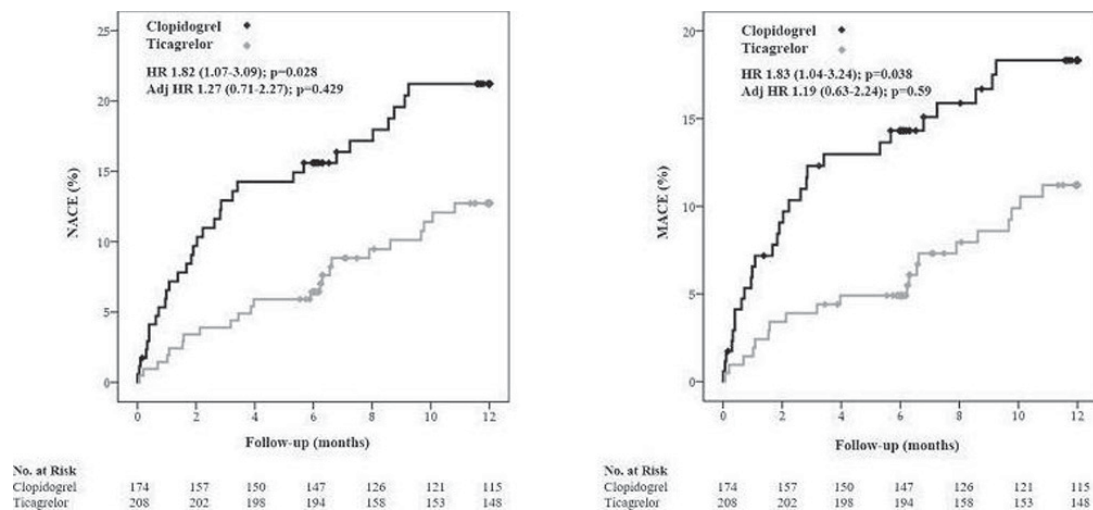 25
20
15
10
5
0
NACE (%)
Clopidogrel
Ticagrelor
HR 1.82 (1.07-3.09); p=0.028
Adj HR 1.27 (0.71-2.27); p=0.429
0 2 4 6 8 10 12
Follow-up (months)
No. at Risk
Clopidogrel 174 157 150 147 126 121 115
Ticagrelor 208 202 198 194 158 153 148
20
15
10
5
0
MACE (%)
Clopidogrel
Ticagrelor
HR 1.83 (1.04-3.24); p=0.038
Adj HR 1.19 (0.63-2.24); p=0.59
0 2 4 6 8 10 12
Follow-up (months)
No. at Risk
Clopidogrel 174 157 150 147 126 121 115
Ticagrelor 208 202 198 194 158 153 148